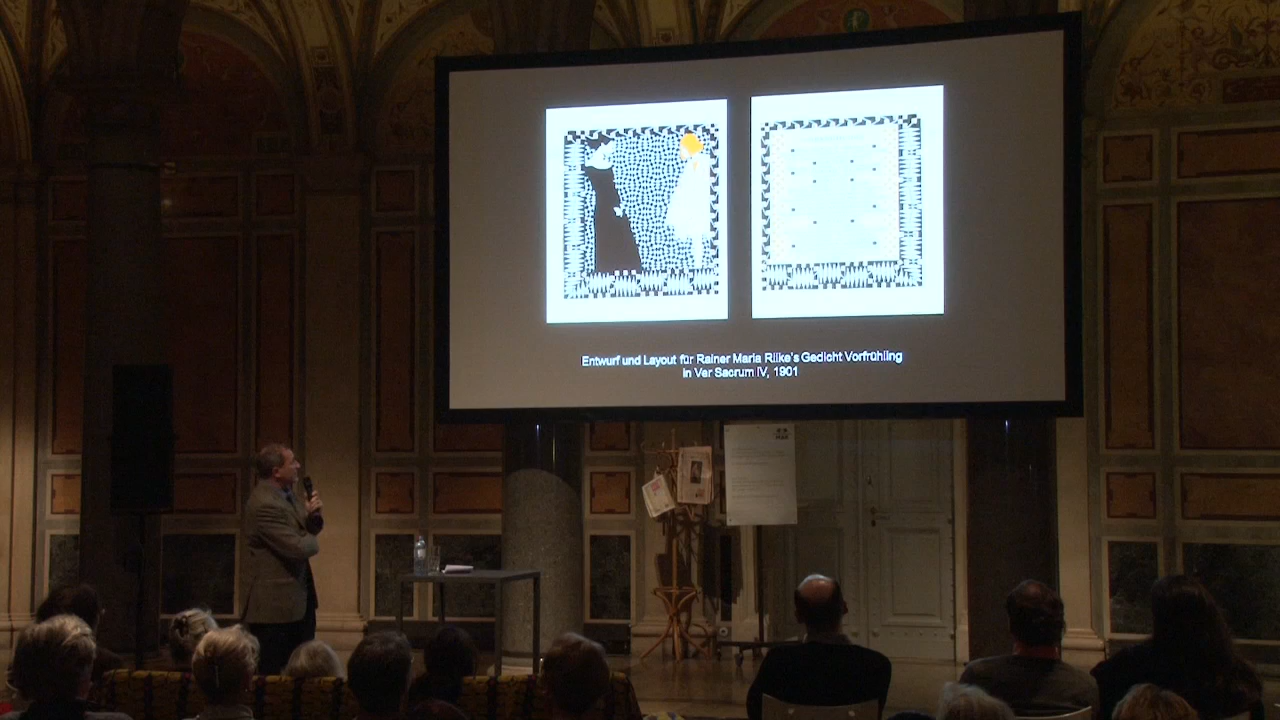 Entwurf und Layout für Rainer Maria Rilke's Gedicht Vorfrühling
in Ver Sacrum IV, 1901